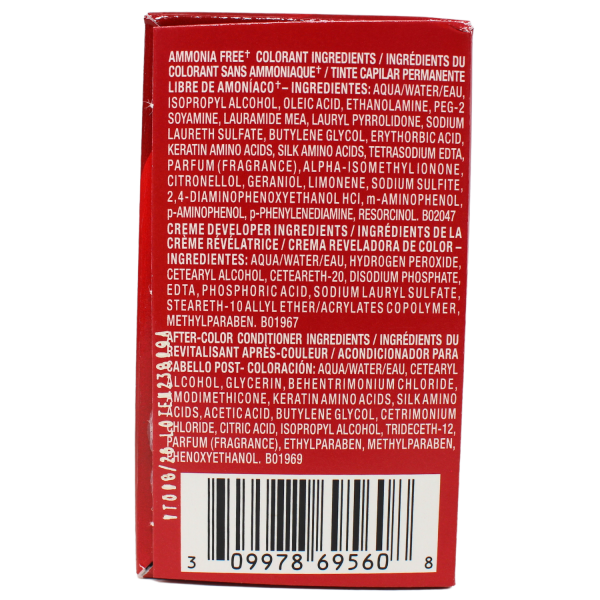 AMMONIA FREE† COLORANT INGREDIENTS / INGRÉDIENTS DU
COLORANT SANS AMMONIAQUE† / TINTE CAPILAR PERMANENTE
LIBRE DE AMONÍACO†– INGREDIENTES: AQUA/WATER/EAU,
ISOPROPYL ALCOHOL, OLEIC ACID, ETHANOLAMINE, PEG-2
SOYAMINE, LAURAMIDE MEA, LAURYL PYRROLIDONE, SODIUM
LAURETH SULFATE, BUTYLENE GLYCOL, ERYTHORBIC ACID,
KERATIN AMINO ACIDS, SILK AMINO ACIDS, TETRASODIUM EDTA,
PARFUM (FRAGRANCE), ALPHA-ISOMETHYL IONONE,
CITRONELLOL, GERANIOL, LIMONENE, SODIUM SULFITE,
2,4-DIAMINOPHENOXYETHANOL HCl, m-AMINOPHENOL,
p-AMINOPHENOL, p-PHENYLENEDIAMINE, RESORCINOL. B02047
CREME DEVELOPER INGREDIENTS / INGRÉDIENTS DE LA
CRÈME RÉVÉLATRICE / CREMA REVELADORA DE COLOR –
INGREDIENTES: AQUA/WATER/EAU, HYDROGEN PEROXIDE,
CETEARYL ALCOHOL, CETEARETH-20, DISODIUM PHOSPHATE,
EDTA, PHOSPHORIC ACID, SODIUM LAURYL SULFATE,
STEARETH-10 ALLYL ETHER/ACRYLATES COPOLYMER,
METHYLPARABEN. B01967
AFTER-COLOR CONDITIONER INGREDIENTS / INGRÉDIENTS DU
REVITALISANT APRÈS-COULEUR / ACONDICIONADOR PARA
CABELLO POST- COLORACIÓN: AQUA/WATER/EAU, CETEARYL
ALCOHOL, GLYCERIN, BEHENTRIMONIUM CHLORIDE,
AMODIMETHICONE, KERATIN AMINO ACIDS, SILK AMINO
ACIDS, ACETIC ACID, BUTYLENE GLYCOL, CETRIMONIUM
CHLORIDE, CITRIC ACID, ISOPROPYL ALCOHOL, TRIDECETH-12,
PARFUM (FRAGRANCE), ETHYLPARABEN, METHYLPARABEN,
PHENOXYETHANOL. B01969
3 09978 69560 8